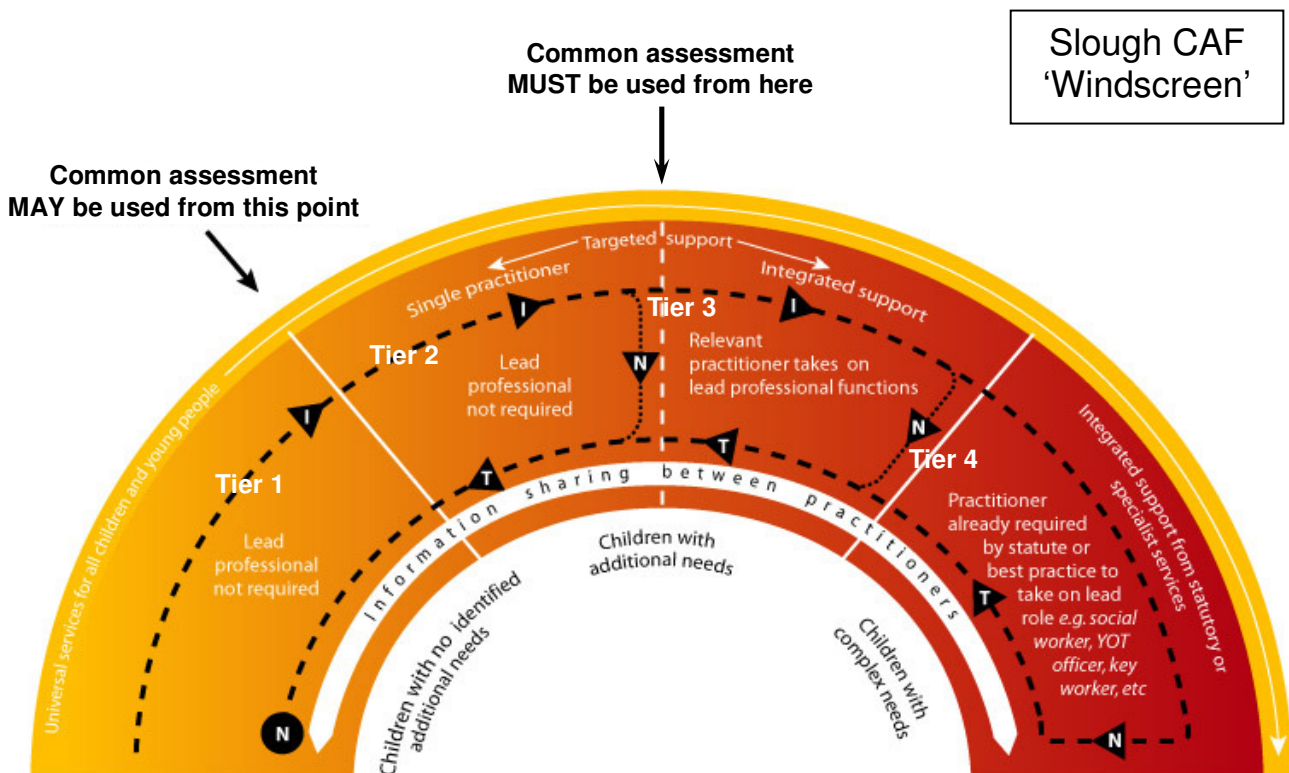 Slough CAF
‘Windscreen’
Common assessment
MUST be used from here
Common assessment
MAY be used from this point
Universal services for all children and young people
Targeted support
Single practitioner
Integrated support
Integrated support from statutory or
specialist services
Tier 1
Lead
professional
not required
Tier 2
Lead
professional
not required
Tier 3
Relevant
practitioner takes on
lead professional functions
Tier 4
Practitioner
already required
by statute or
best practice to
take on lead
role e.g. social
worker, YOT
officer, key
worker, etc
I
I
I
N
N
T
T
T
N
N
Information sharing between practitioners
Children with no identified
additional needs
Children with
additional needs
Children with
complex needs